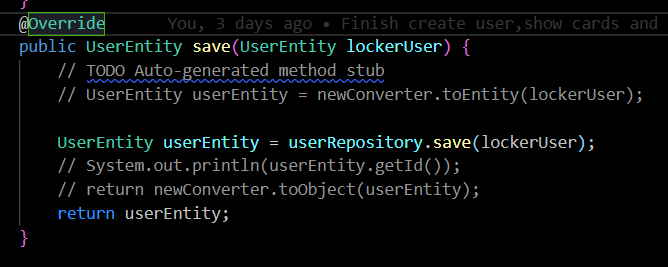 }
@Override You, 3 days ago • Finish create user,show cards and
public UserEntity save(UserEntity lockerUser) {
// TODO Auto-generated method stub
// UserEntity userEntity = newConverter.toEntity(lockerUser);
UserEntity userEntity = userRepository.save(lockerUser);
// System.out.println(userEntity.getId());
// return newConverter.toObject(userEntity);
return userEntity;
}